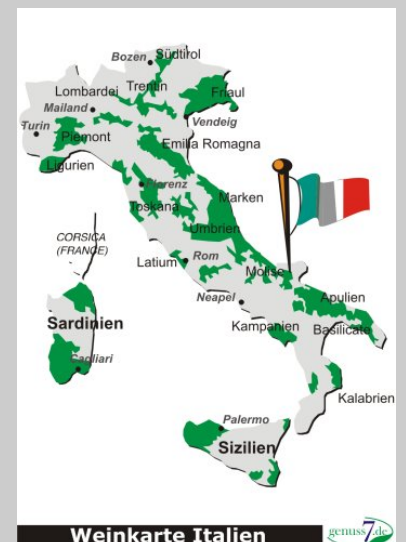 Bozen
Südtirol
Lombardei
Trentin
Friaul
Mailand
Vendeig
Turin
Piemont
Emilia Romagna
Ligurien
Florenz
Toskana
Marken
Umbrien
CORSICA
(FRANCE)
Latium
Rom
Molise
Neapel
Apulien
Sardinien
Kampanien
Basilicate
Cagliari
Kalabrien
Palermo
Sizilien
Weinkarte Italien
genuss7.de